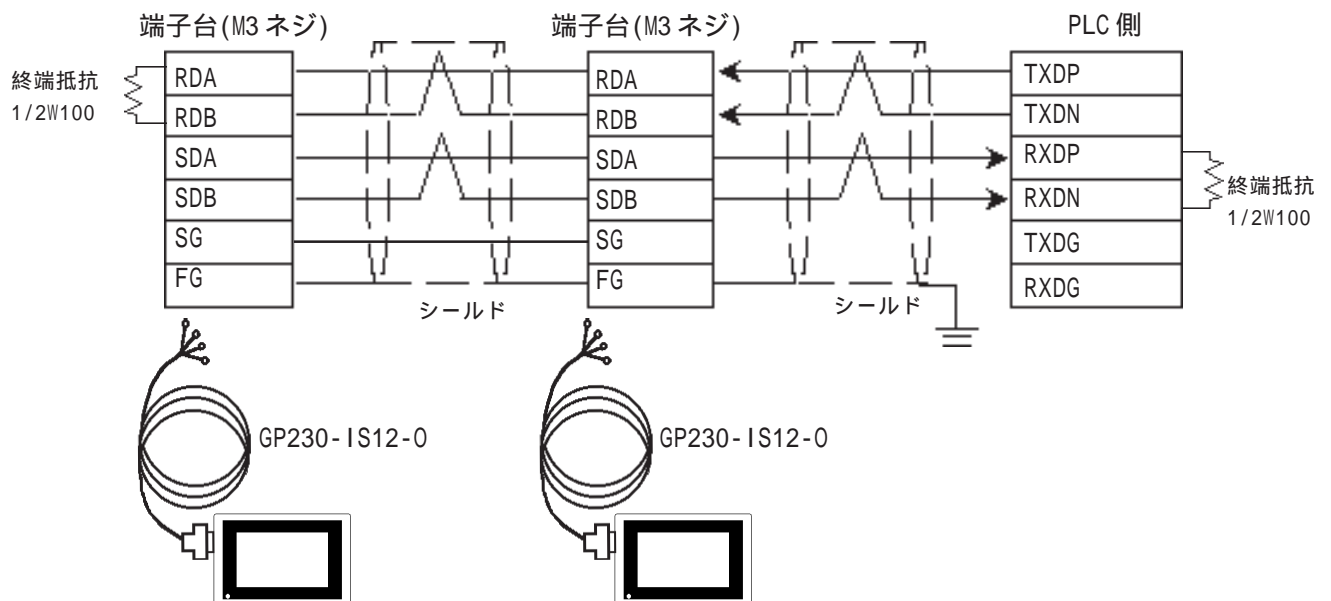 端子台(M3 ネジ)
端子台(M3 ネジ)
PLC 側
終端抵抗
1/2W100
RDA
RDB
SDA
SDB
SG
FG
シールド
RDA
RDB
SDA
SDB
SG
FG
シールド
TXDP
TXDN
RXDP
RXDN
TXDG
RXDG
終端抵抗
1/2W100
GP230-IS12-O
GP230-IS12-O